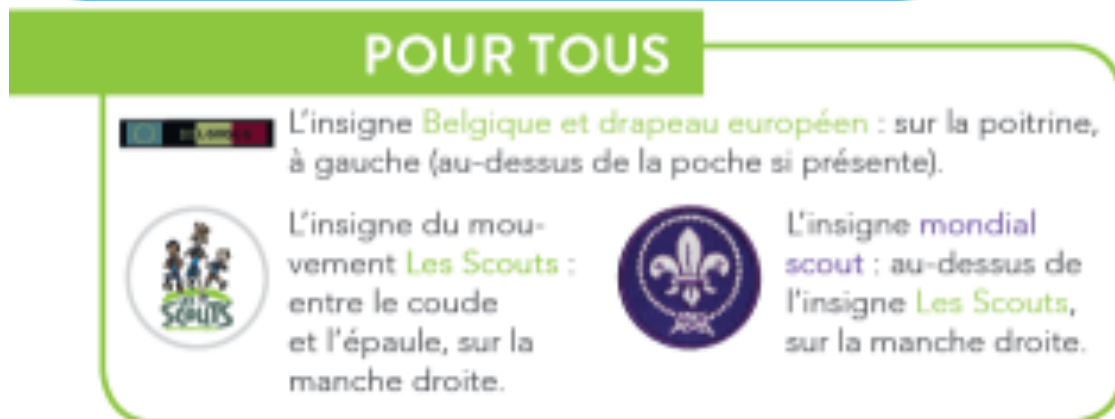 POUR TOUS
L'insigne Belgique et drapeau européen : sur la poitrine,
à gauche (au-dessus de la poche si présente).
L'insigne du mou-
vement Les Scouts :
entre le coude
et l'épaule, sur la
manche droite.
SCOUTS
L'insigne mondial
scout : au-dessus de
l'insigne Les Scouts,
sur la manche droite.